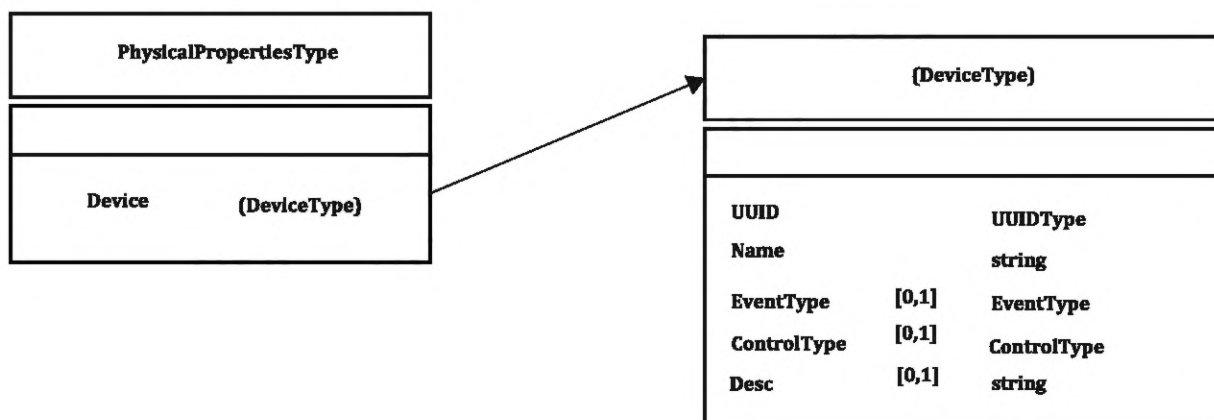 PhysicalPropertiesType
Device (DeviceType)
(DeviceType)
UUID UUIDType
Name string
EventType [0,1] EventType
ControlType [0,1] ControlType
Desc [0,1] string